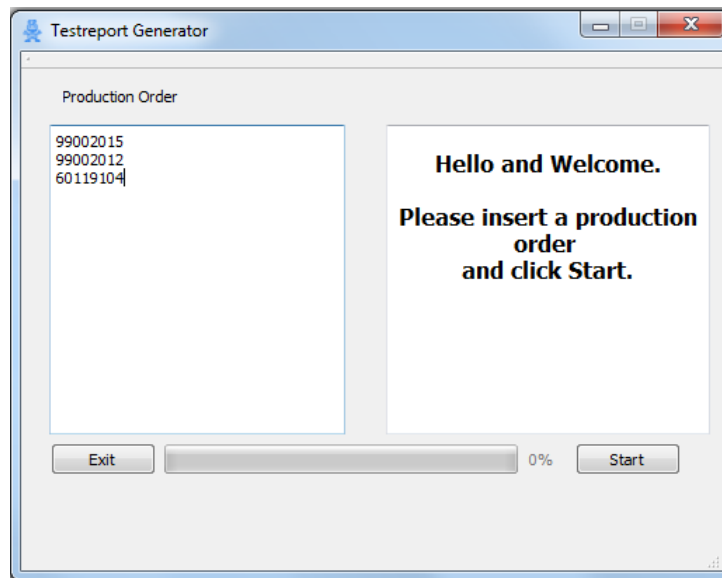 Testreport Generator
Production Order
99002015
99002012
60119104
Hello and Welcome.
Please insert a production
order
and click Start.
Exit
0%
Start